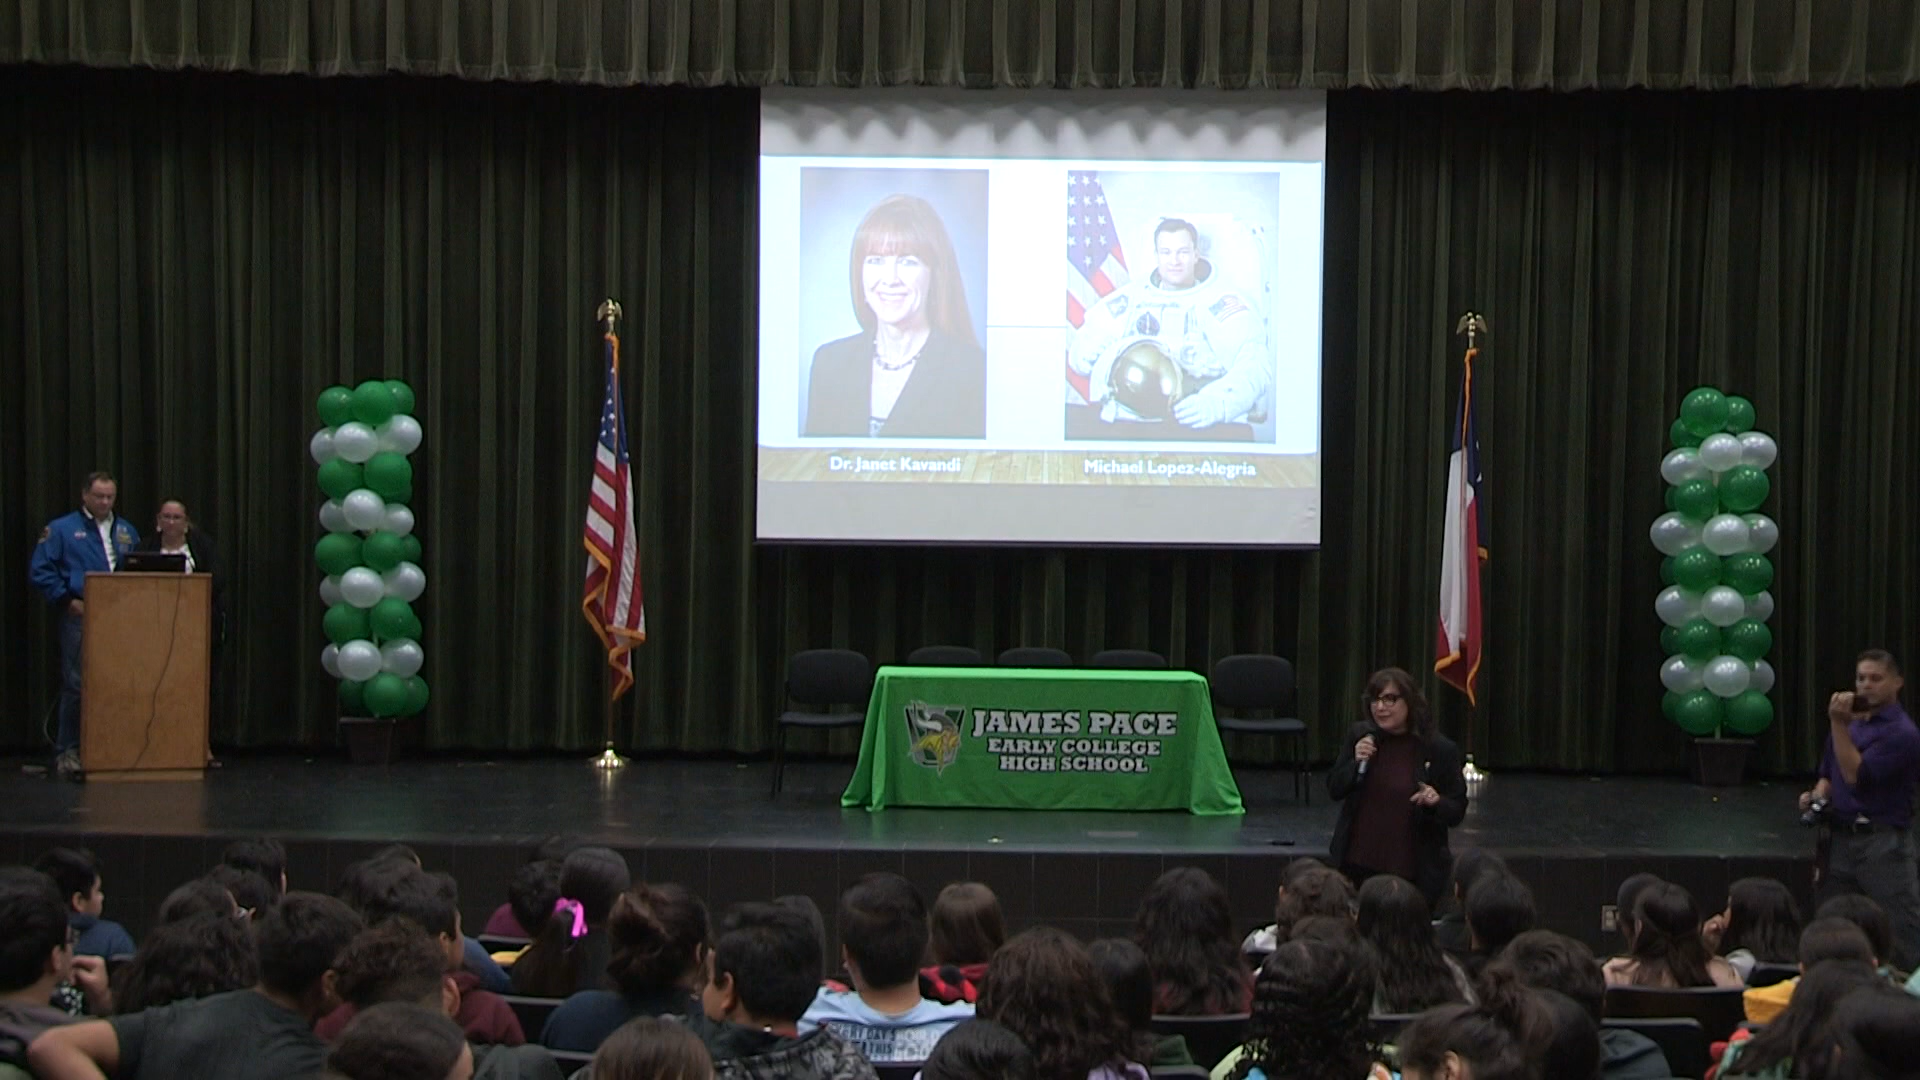 Dr. Janet Kavandi
Michael Lopez-Alegria
JAMES PACE
EARLY COLLEGE
HIGH SCHOOL